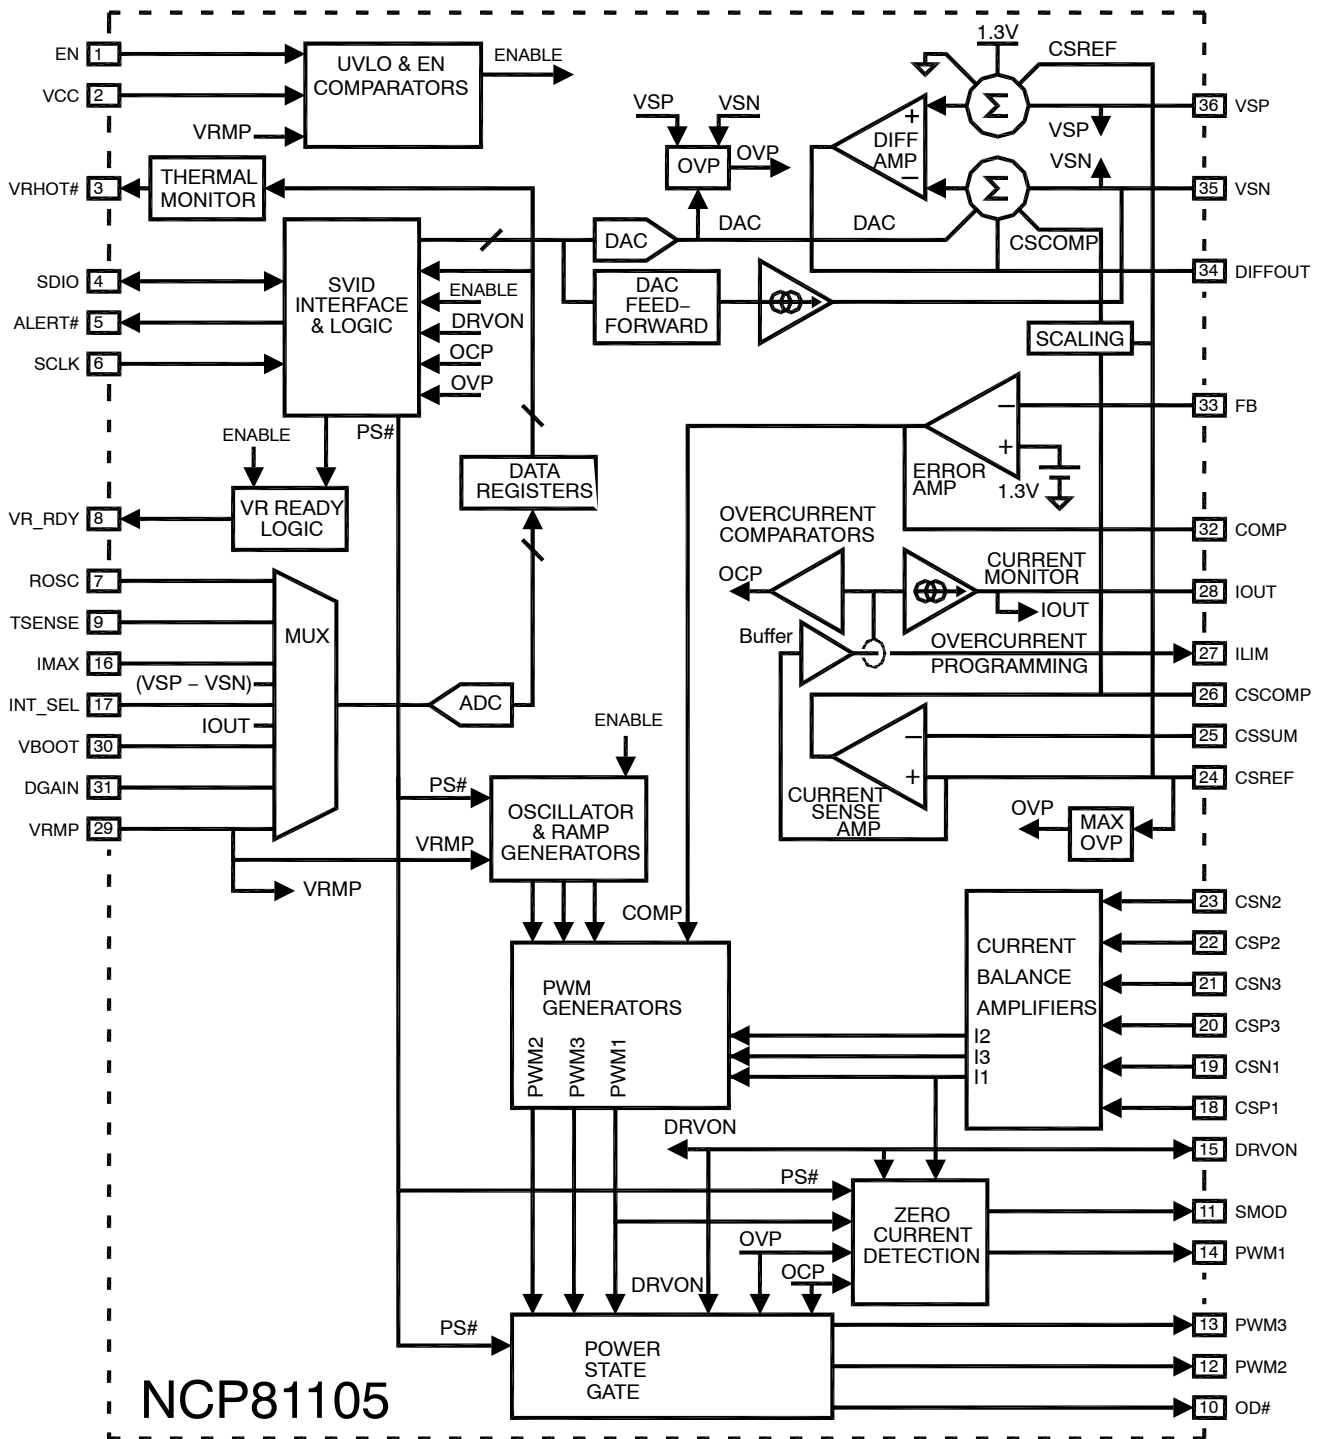 EN 1
VCC 2
VRMP
UVLO & EN
COMPARATORS
ENABLE
VRHOT# 3
THERMAL
MONITOR
SDIO 4
ALERT# 5
SCLK 6
SVID
INTERFACE
& LOGIC
ENABLE
DRVON
OCP
OVP
PS#
ENABLE
VR_RDY 8
VR READY
LOGIC
DATA
REGISTERS
VSP
VSN
OVP
OVP
DAC
DAC
DAC
DAC
FEED–
FORWARD
1.3V
CSREF
Σ
+
DIFF
AMP
–
Σ
VSP
VSN
CSCOMP
36 VSP
35 VSN
34 DIFFOUT
SCALING
33 FB
–
+
ERROR
AMP
1.3V
32 COMP
OVERCURRENT
COMPARATORS
OCP
CURRENT
MONITOR
28 IOUT
IOUT
Buffer
OVERCURRENT
PROGRAMMING
27 ILIM
26 CSCOMP
25 CSSUM
24 CSREF
–
+
CURRENT
SENSE
AMP
OVP
MAX
OVP
ROSC 7
TSENSE 9
IMAX 16
(VSP – VSN)
INT_SEL 17
IOUT
VBOOT 30
DGAIN 31
VRMP 29
MUX
ADC
VRMP
ENABLE
PS#
VRMP
OSCILLATOR
& RAMP
GENERATORS
COMP
PWM
GENERATORS
PWM2
PWM3
PWM1
CURRENT
BALANCE
AMPLIFIERS
I2
I3
I1
23 CSN2
22 CSP2
21 CSN3
20 CSP3
19 CSN1
18 CSP1
DRVON
15 DRVON
PS#
ZERO
CURRENT
DETECTION
11 SMOD
14 PWM1
OVP
OCP
DRVON
PS#
POWER
STATE
GATE
13 PWM3
12 PWM2
10 OD#
NCP81105